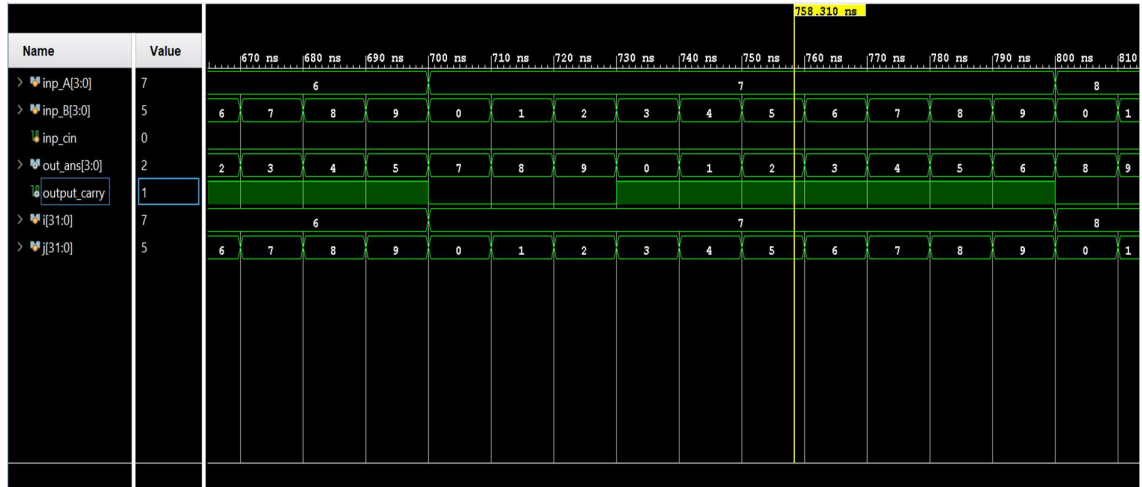 758.310 ns
Name Value 670 ns 680 ns 690 ns 700 ns 710 ns 720 ns 730 ns 740 ns 750 ns 760 ns 770 ns 780 ns 790 ns 800 ns 810
inp_A[3:0] 7 6 7 8
inp_B[3:0] 5 6 7 8 9 0 1 2 3 4 5 6 7 8 9 0 1
inp_cin 0
out_ans[3:0] 2 2 3 4 5 7 8 9 0 1 2 3 4 5 6 8 9
output_carry 1
i[31:0] 7 6 7 8
j[31:0] 5 6 7 8 9 0 1 2 3 4 5 6 7 8 9 0 1